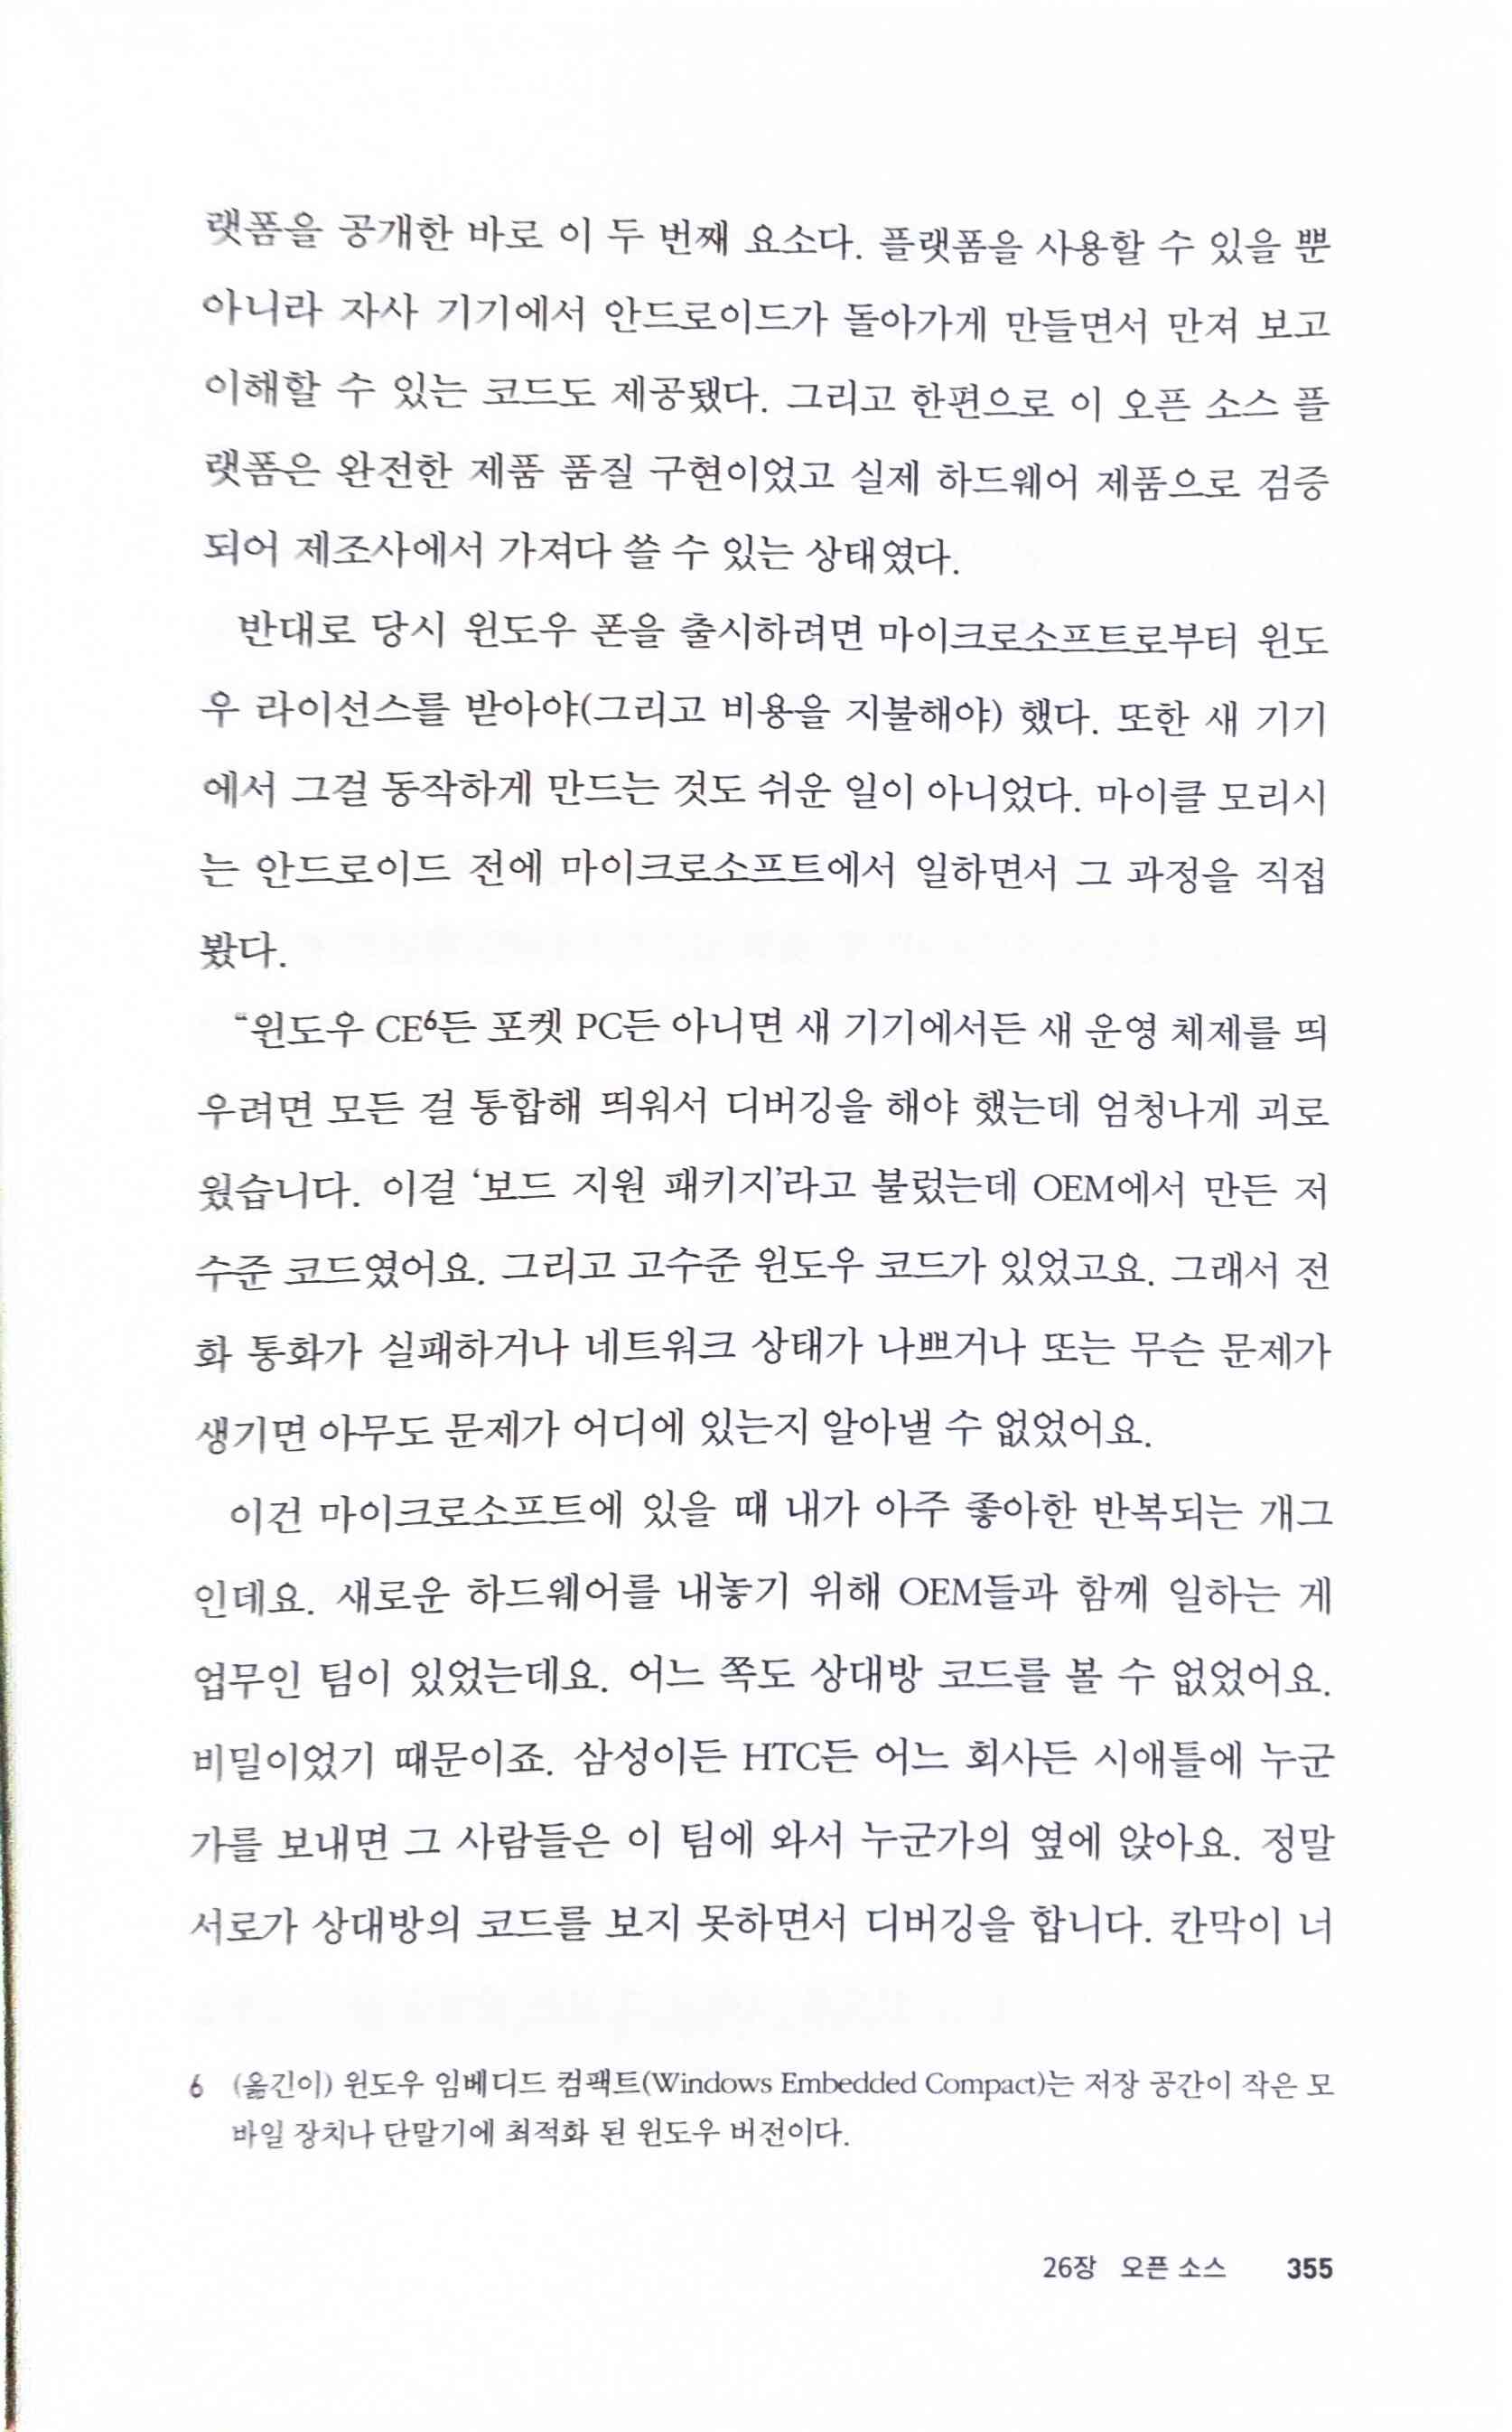 랫폼을 공개한 바로 이 두 번째 요소다. 플랫폼을 사용할 수 있을 뿐
아니라 자사 기기에서 안드로이드가 돌아가게 만들면서 만져 보고
이해할 수 있는 코드도 제공됐다. 그리고 한편으로 이 오픈 소스 플
랫폼은 완전한 제품 품질 구현이었고 실제 하드웨어 제품으로 검증
되어 제조사에서 가져다 쓸 수 있는 상태였다.
반대로 당시 윈도우 폰을 출시하려면 마이크로소프트로부터 윈도
우 라이선스를 받아야(그리고 비용을 지불해야) 했다. 또한 새 기기
에서 그걸 동작하게 만드는 것도 쉬운 일이 아니었다. 마이클 모리시
는 안드로이드 전에 마이크로소프트에서 일하면서 그 과정을 직접
봤다.
“윈도우 CE6든 포켓 PC든 아니면 새 기기에서든 새 운영 체제를 띄
우려면 모든 걸 통합해 띄워서 디버깅을 해야 했는데 엄청나게 괴로
웠습니다. 이걸 ‘보드 지원 패키지’라고 불렀는데 OEM에서 만든 저
수준 코드였어요. 그리고 고수준 윈도우 코드가 있었고요. 그래서 전
화 통화가 실패하거나 네트워크 상태가 나쁘거나 또는 무슨 문제가
생기면 아무도 문제가 어디에 있는지 알아낼 수 없었어요.
이건 마이크로소프트에 있을 때 내가 아주 좋아한 반복되는 개그
인데요. 새로운 하드웨어를 내놓기 위해 OEM들과 함께 일하는 게
업무인 팀이 있었는데요. 어느 쪽도 상대방 코드를 볼 수 없었어요.
비밀이었기 때문이죠. 삼성이든 HTC든 어느 회사든 시애틀에 누군
가를 보내면 그 사람들은 이 팀에 와서 누군가의 옆에 앉아요. 정말
서로가 상대방의 코드를 보지 못하면서 디버깅을 합니다. 칸막이 너
6 (옮긴이) 윈도우 임베디드 컴팩트(Windows Embedded Compact)는 저장 공간이 작은 모
바일 장치나 단말기에 최적화 된 윈도우 버전이다.
26장 오픈 소스 355